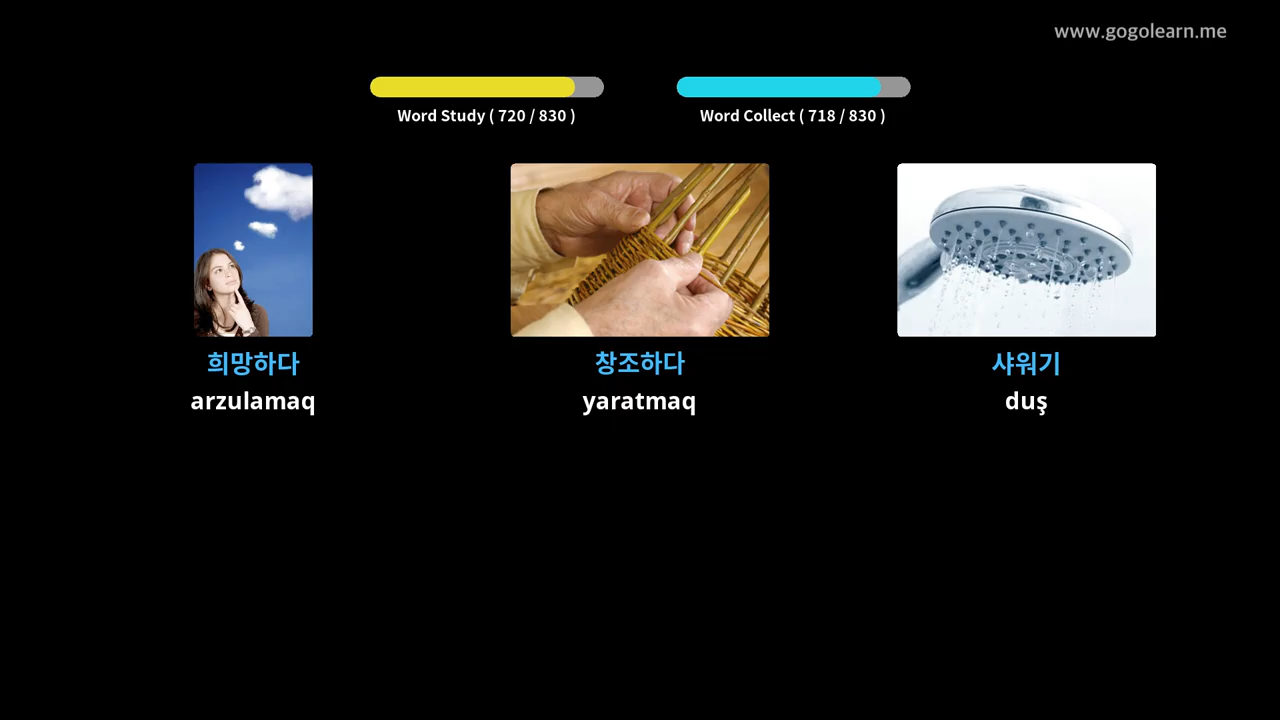 www.gogolearn.me
Word Study ( 720 / 830 )
Word Collect ( 718 / 830 )
희망하다
arzulamaq
창조하다
yaratmaq
샤워기
duş